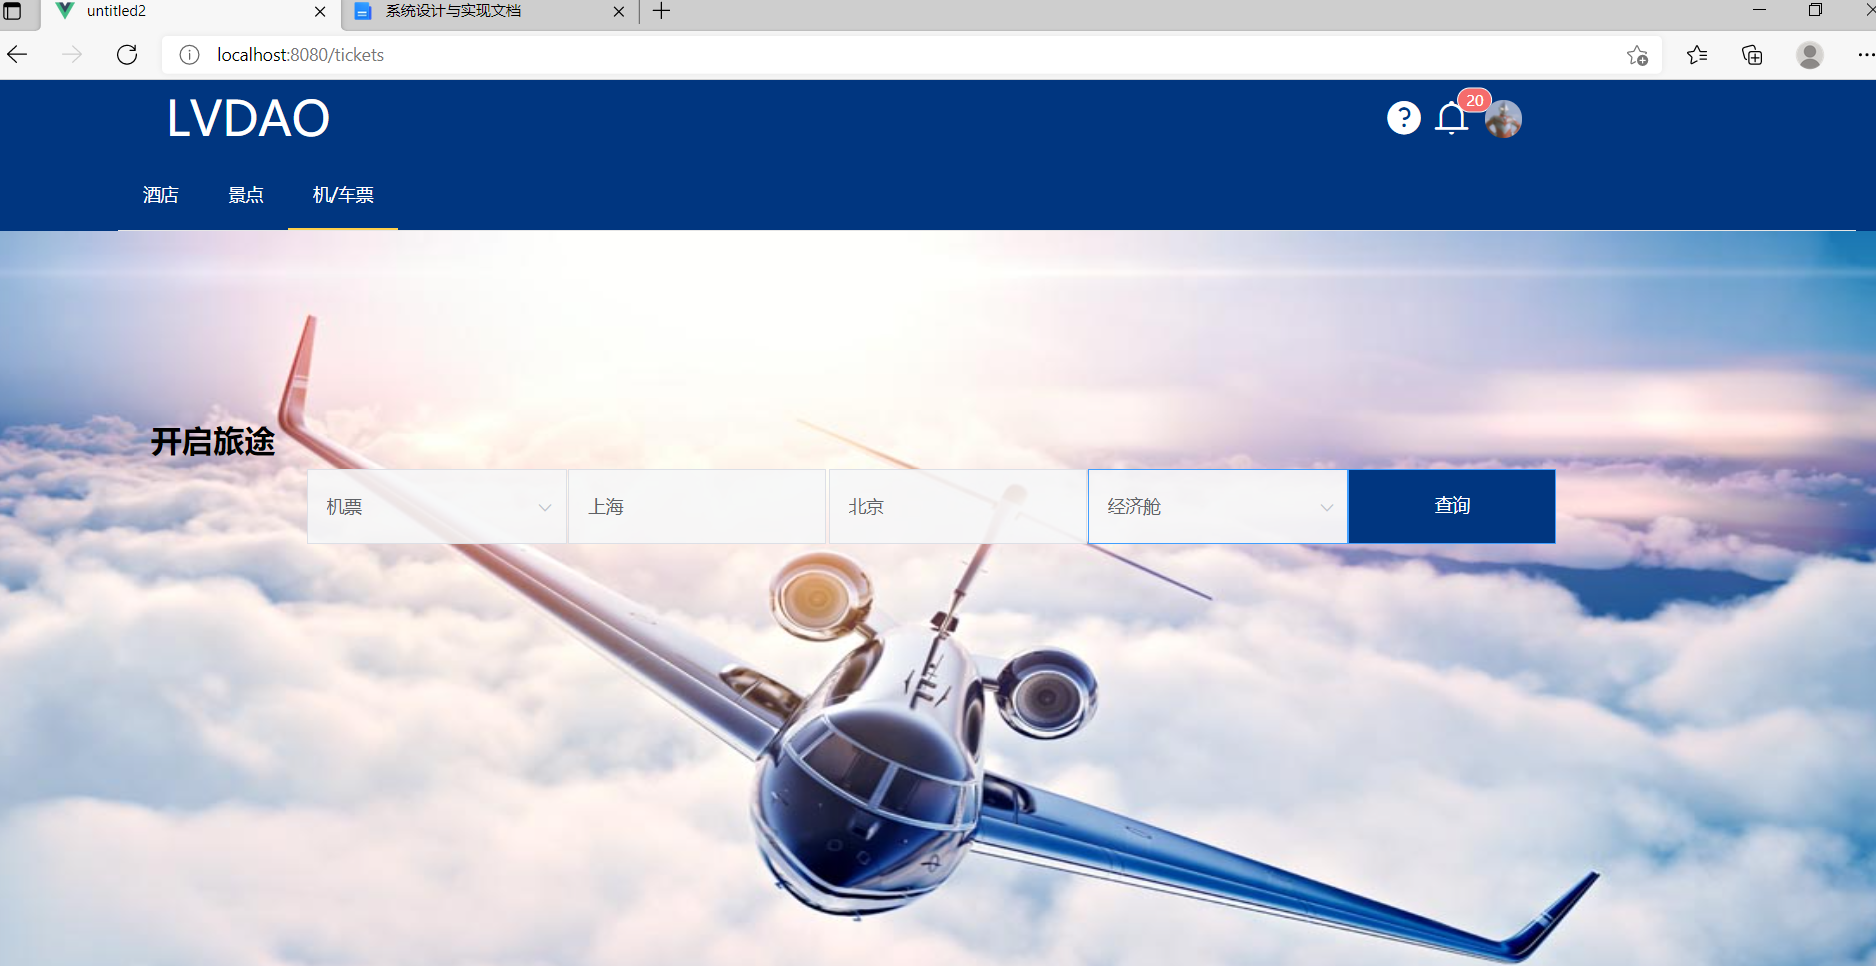 untitled2
系统设计与实现文档
localhost:8080/tickets
LVDAO
20
酒店 景点 机/车票
开启旅途
机票 上海 北京 经济舱 查询